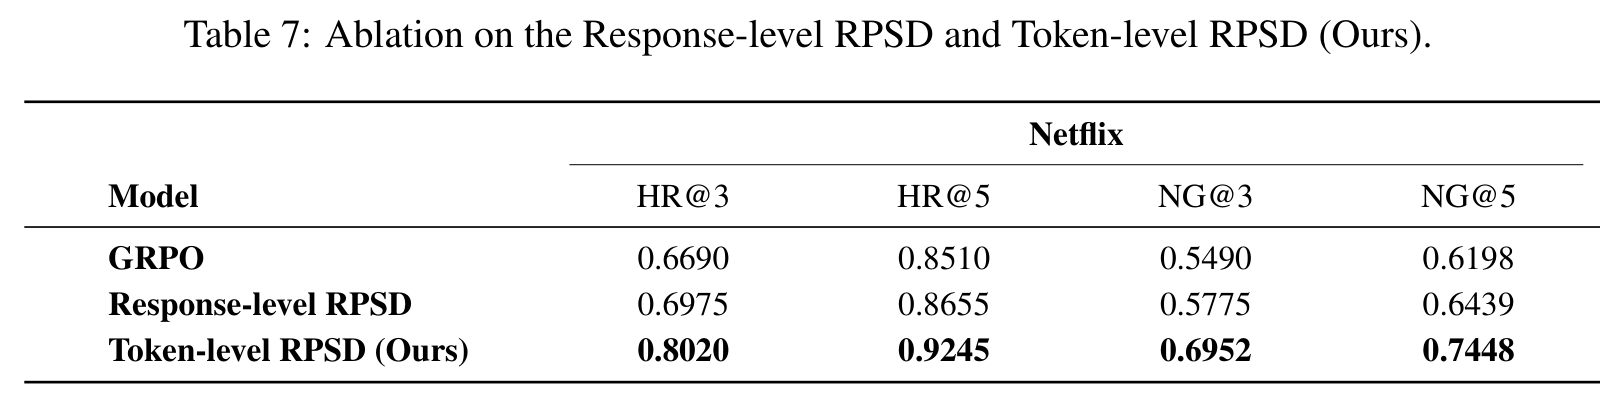 Table 7: Ablation on the Response-level RPSD and Token-level RPSD (Ours).
Netflix
Model HR@3 HR@5 NG@3 NG@5
GRPO 0.6690 0.8510 0.5490 0.6198
Response-level RPSD 0.6975 0.8655 0.5775 0.6439
Token-level RPSD (Ours) 0.8020 0.9245 0.6952 0.7448